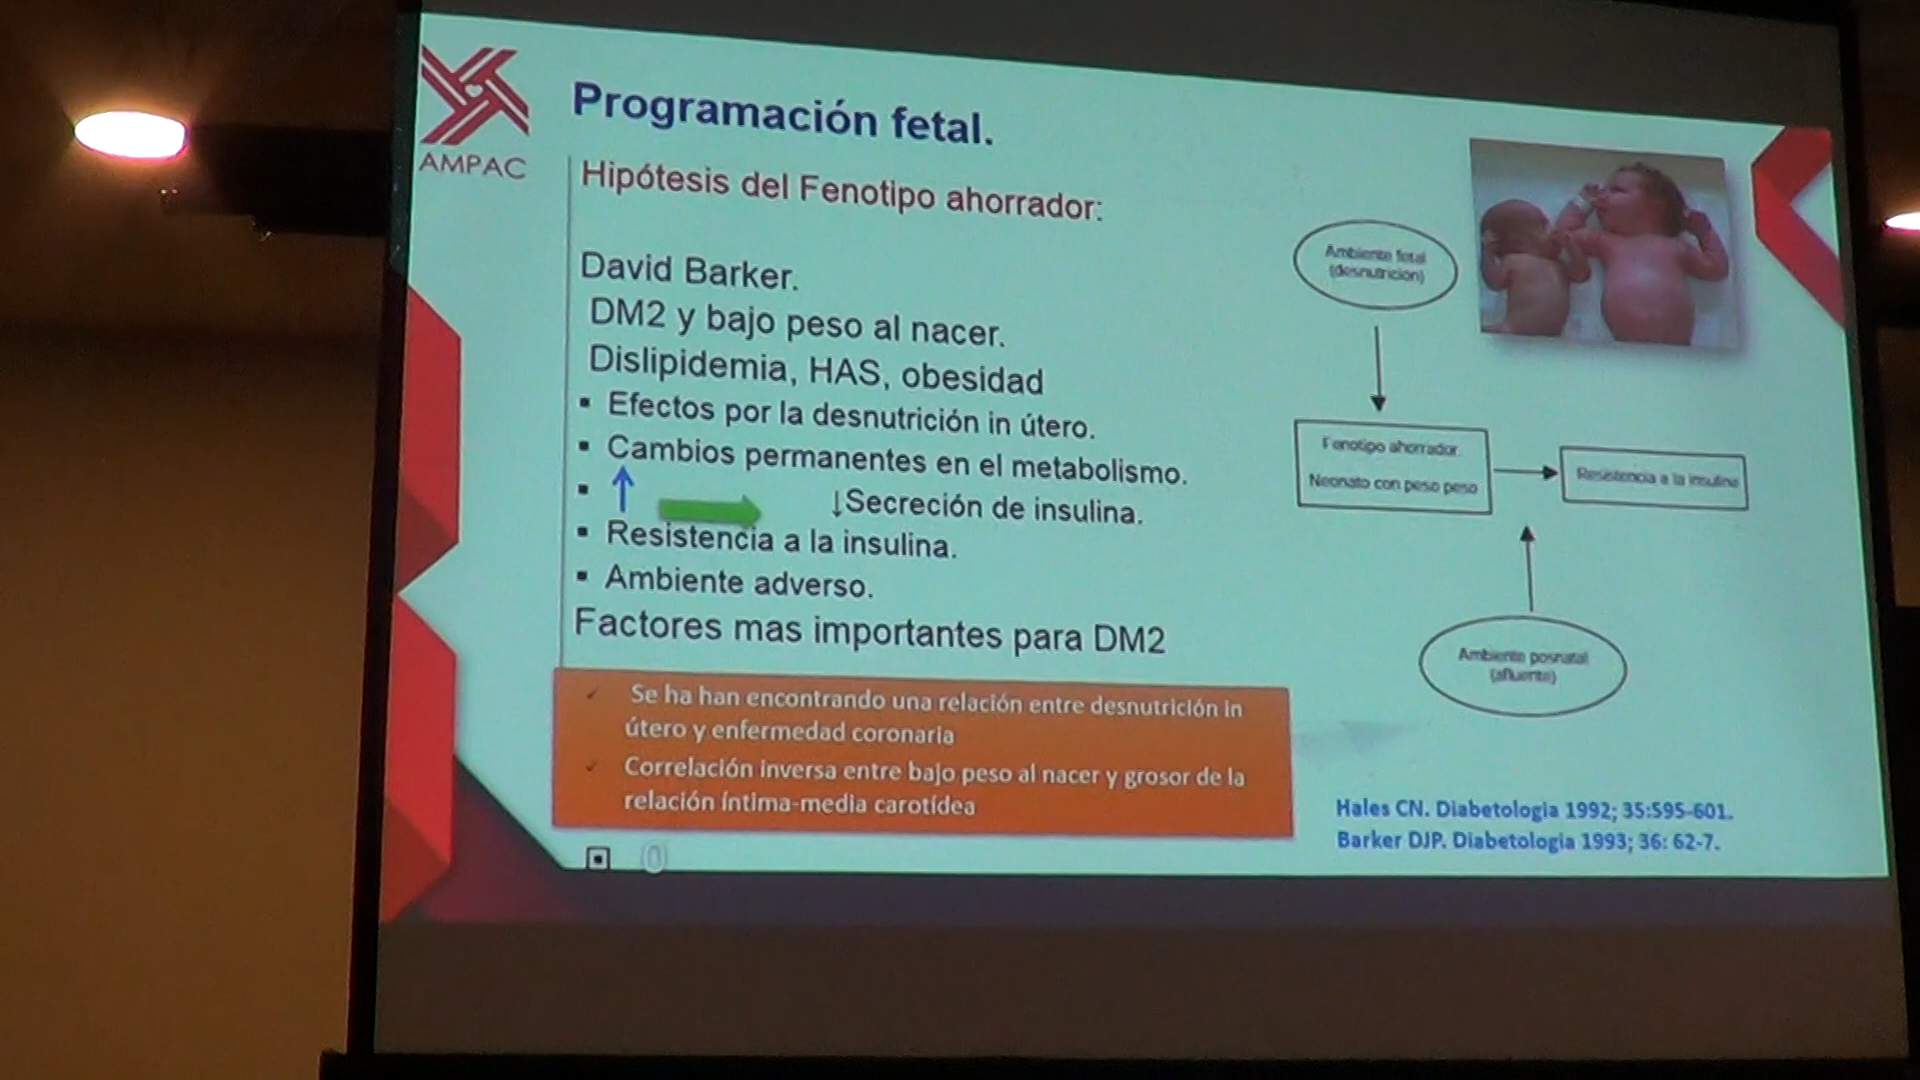 AMPAC
Programación fetal.
Hipótesis del Fenotipo ahorrador:
David Barker.
DM2 y bajo peso al nacer.
Dislipidemia, HAS, obesidad
▪ Efectos por la desnutrición in útero.
▪ Cambios permanentes en el metabolismo.
▪ ↑ ↓Secreción de insulina.
▪ Resistencia a la insulina.
▪ Ambiente adverso.
Factores mas importantes para DM2
✓ Se ha han encontrando una relación entre desnutrición in
útero y enfermedad coronaria
✓ Correlación inversa entre bajo peso al nacer y grosor de la
relación íntima-media carotídea
Ambiente fetal
(desnutricion)
Fenotipo ahorrador.
Neonato con peso peso
Resistencia a la insulina
Ambiente posnatal
(afluente)
Hales CN. Diabetologia 1992; 35:595-601.
Barker DJP. Diabetologia 1993; 36: 62-7.